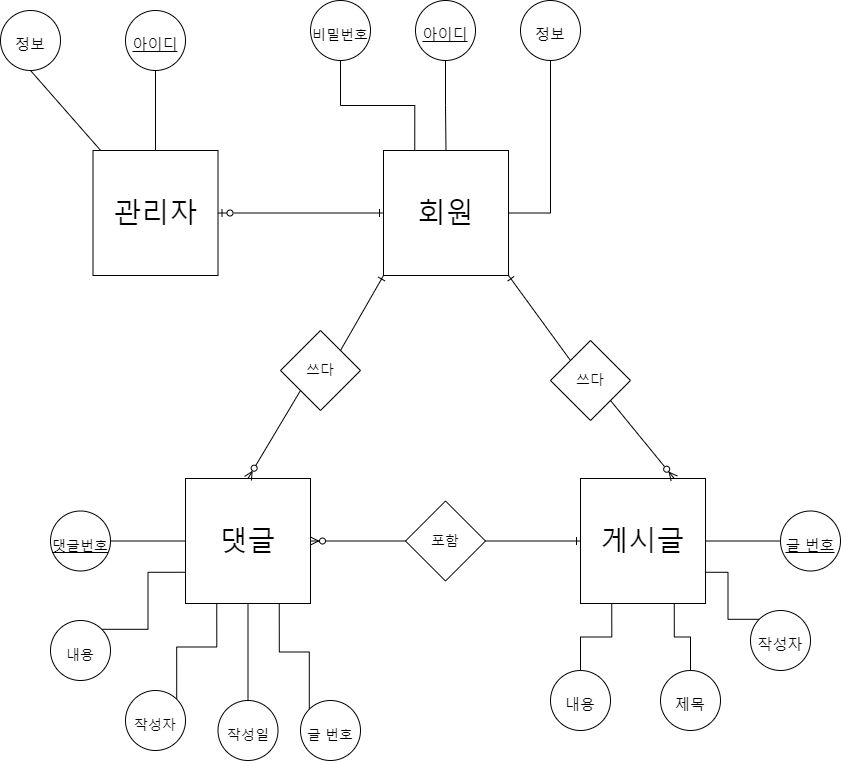 정보
아이디
비밀번호
아이디
정보
관리자
회원
쓰다
쓰다
댓글번호
댓글
포함
게시글
글 번호
내용
작성자
작성자
작성일
글 번호
내용
제목